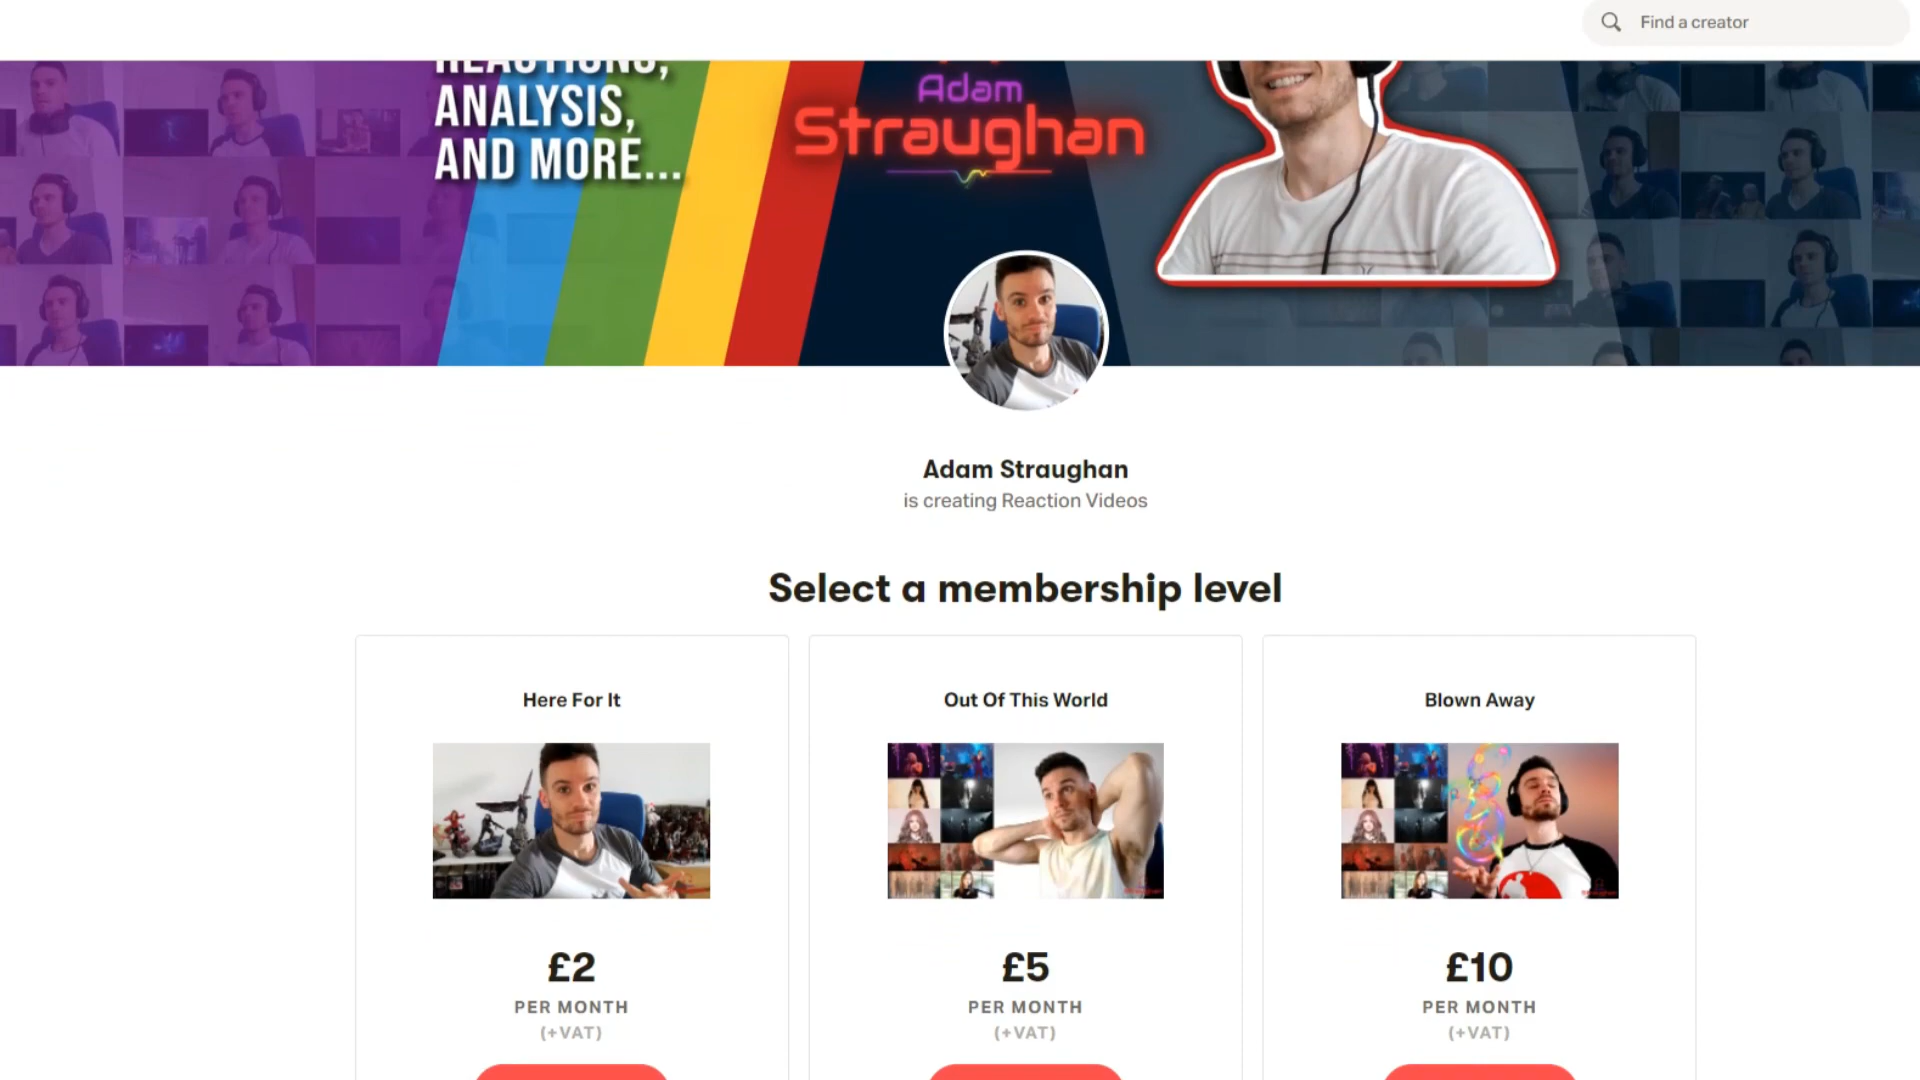 Find a creator
REACTIONS,
ANALYSIS,
AND MORE...
Adam
Straughan
Adam Straughan
is creating Reaction Videos
Select a membership level
Here For It
Out Of This World
Blown Away
£2
PER MONTH
(+VAT)
£5
PER MONTH
(+VAT)
£10
PER MONTH
(+VAT)